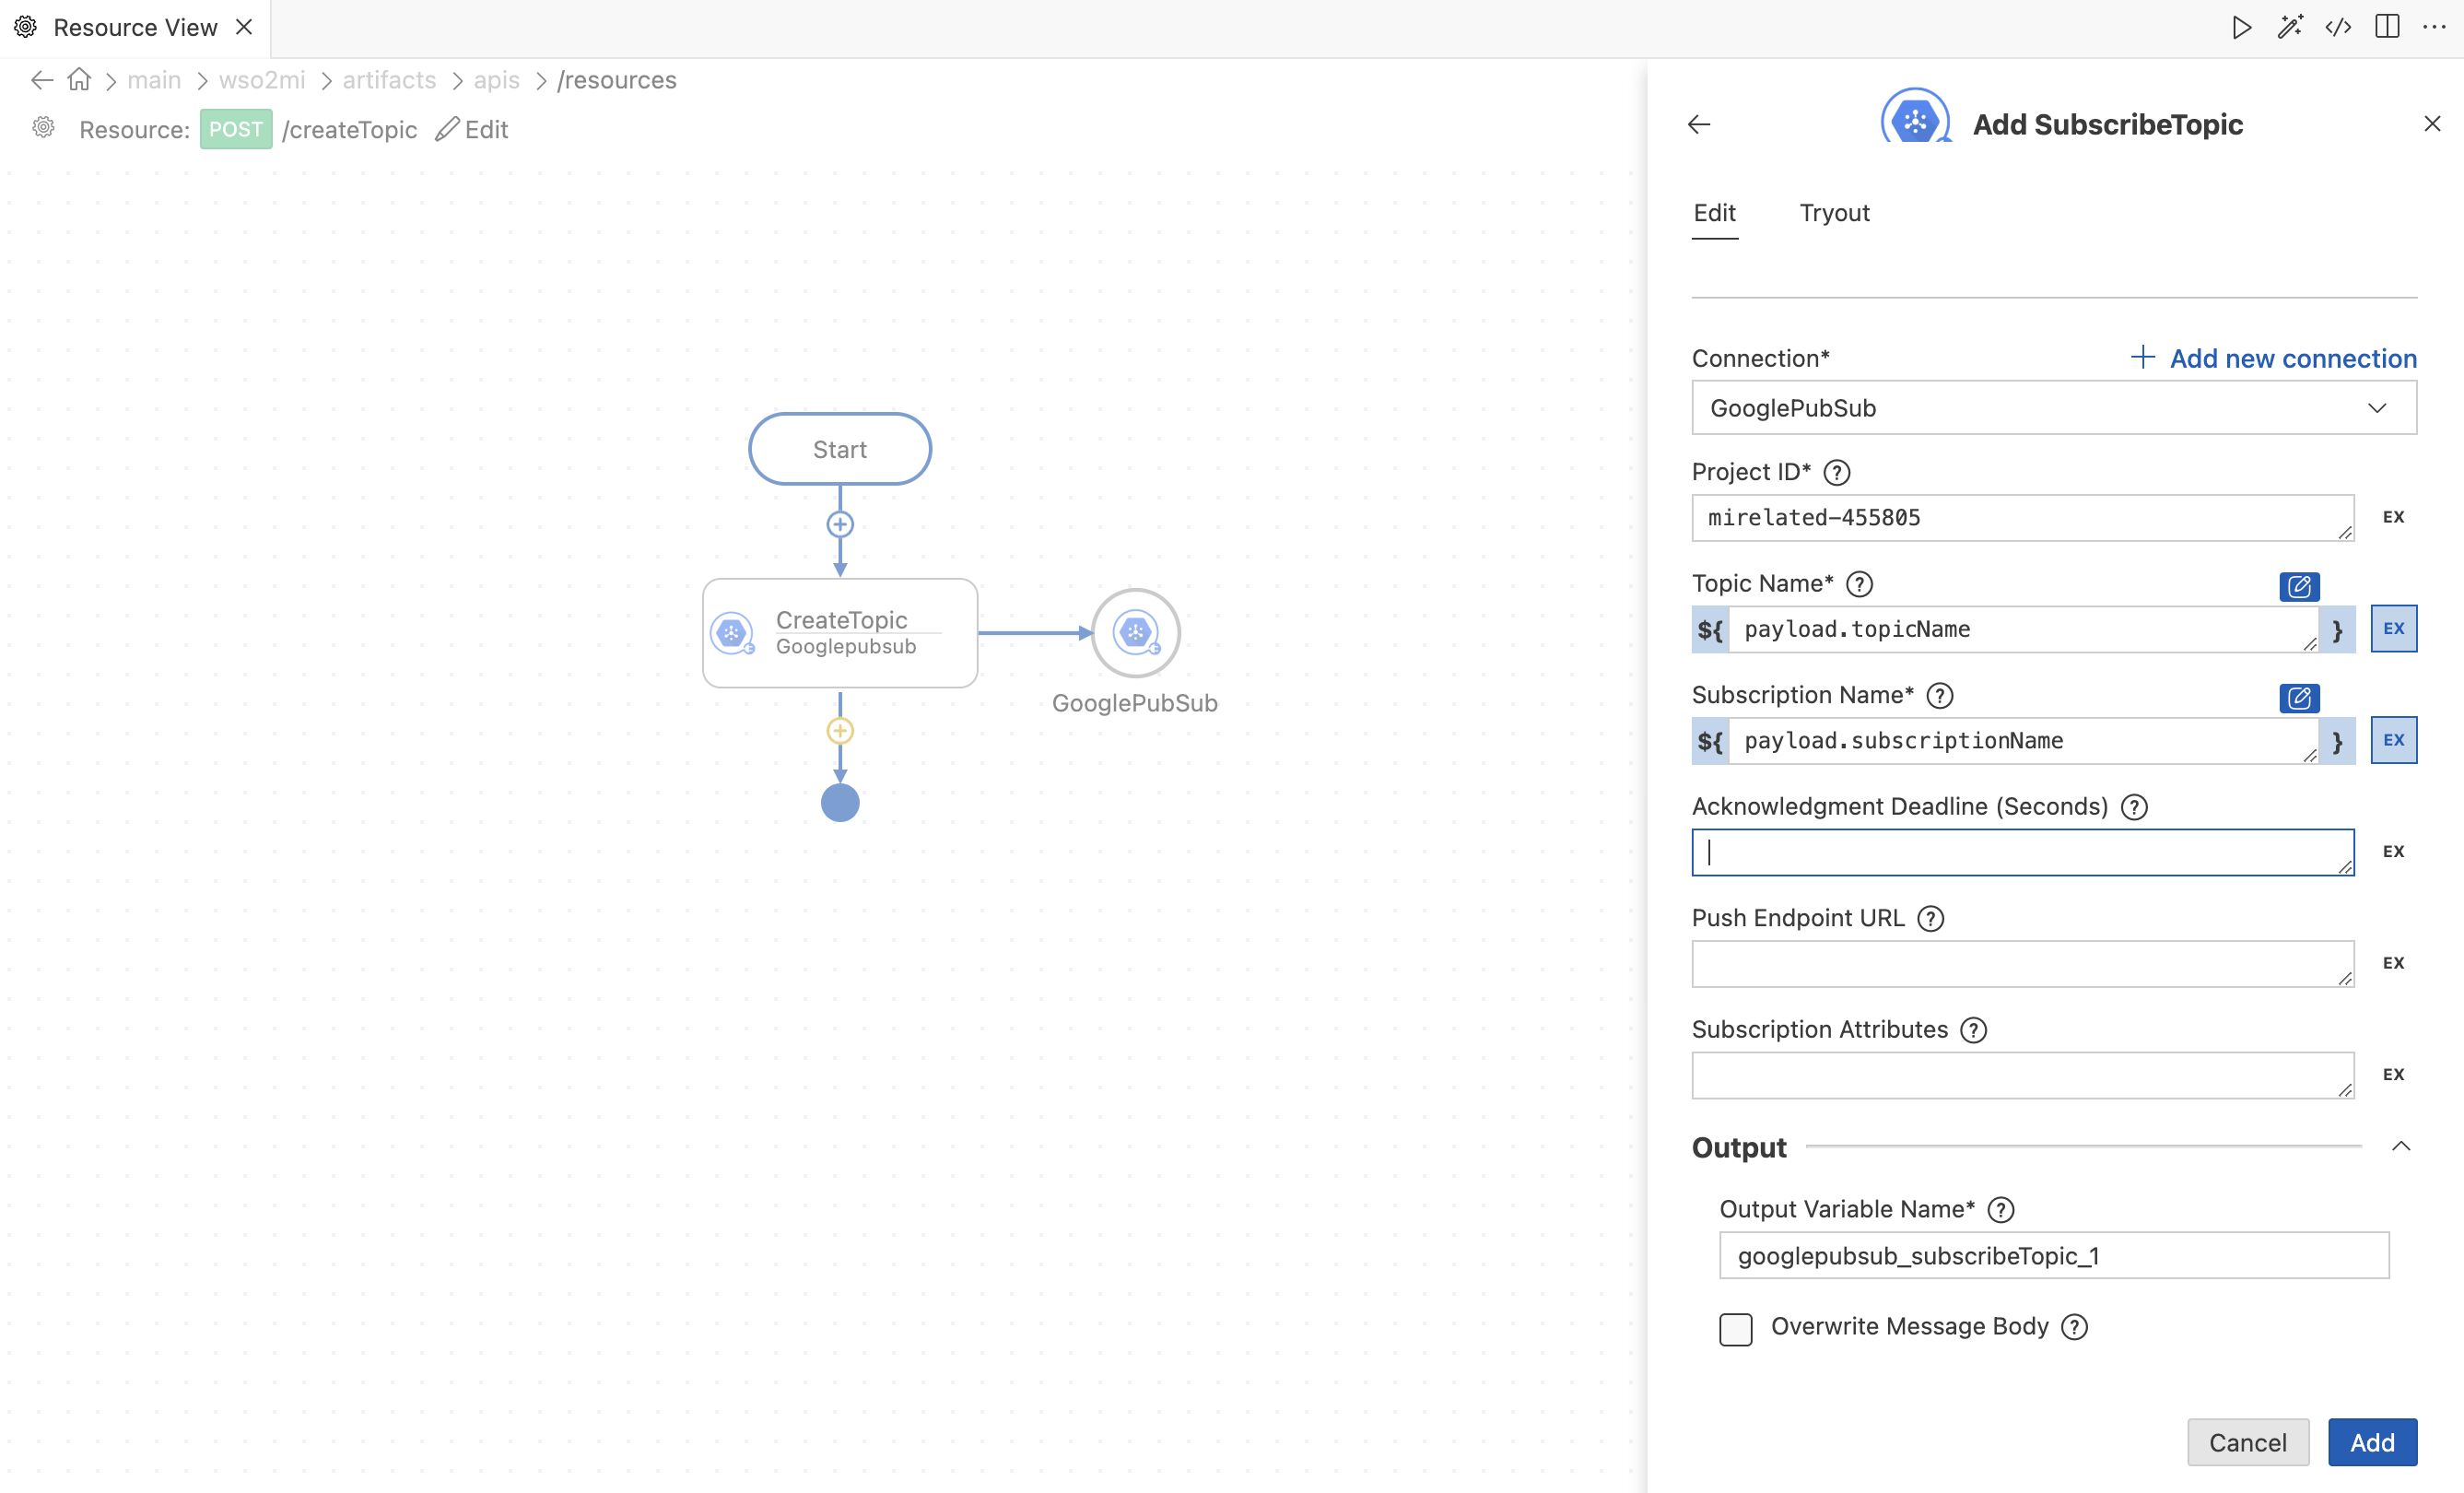 Resource View
main > wso2mi > artifacts > apis > /resources
Resource: POST /createTopic Edit
Start
CreateTopic
Googlepubsub
GooglePubSub
Add SubscribeTopic
Edit Tryout
Connection* + Add new connection
GooglePubSub
Project ID* ?
mirelated-455805 EX
Topic Name* ?
${ payload.topicName } EX
Subscription Name* ?
${ payload.subscriptionName } EX
Acknowledgment Deadline (Seconds) ?
EX
Push Endpoint URL ?
EX
Subscription Attributes ?
EX
Output
Output Variable Name* ?
googlepubsub_subscribeTopic_1
Overwrite Message Body ?
Cancel Add